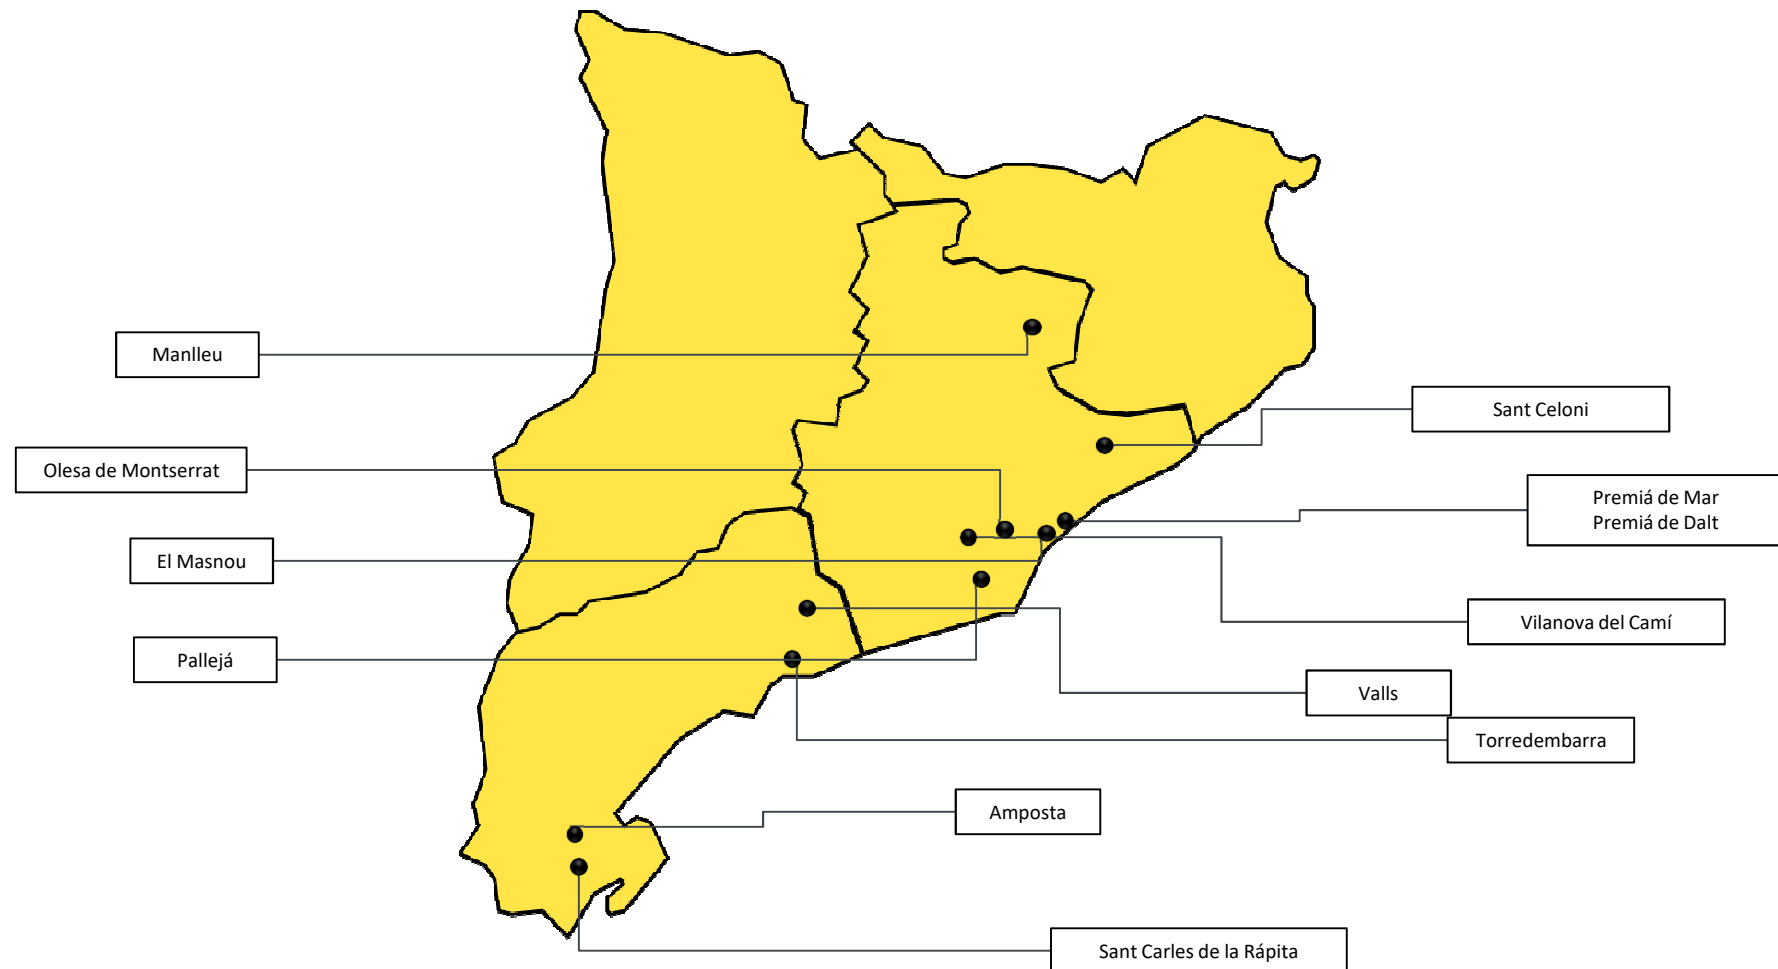 Manlleu
Sant Celoni
Olesa de Montserrat
Premiá de Mar
Premiá de Dalt
El Masnou
Vilanova del Camí
Pallejá
Valls
Torredembarra
Amposta
Sant Carles de la Rápita